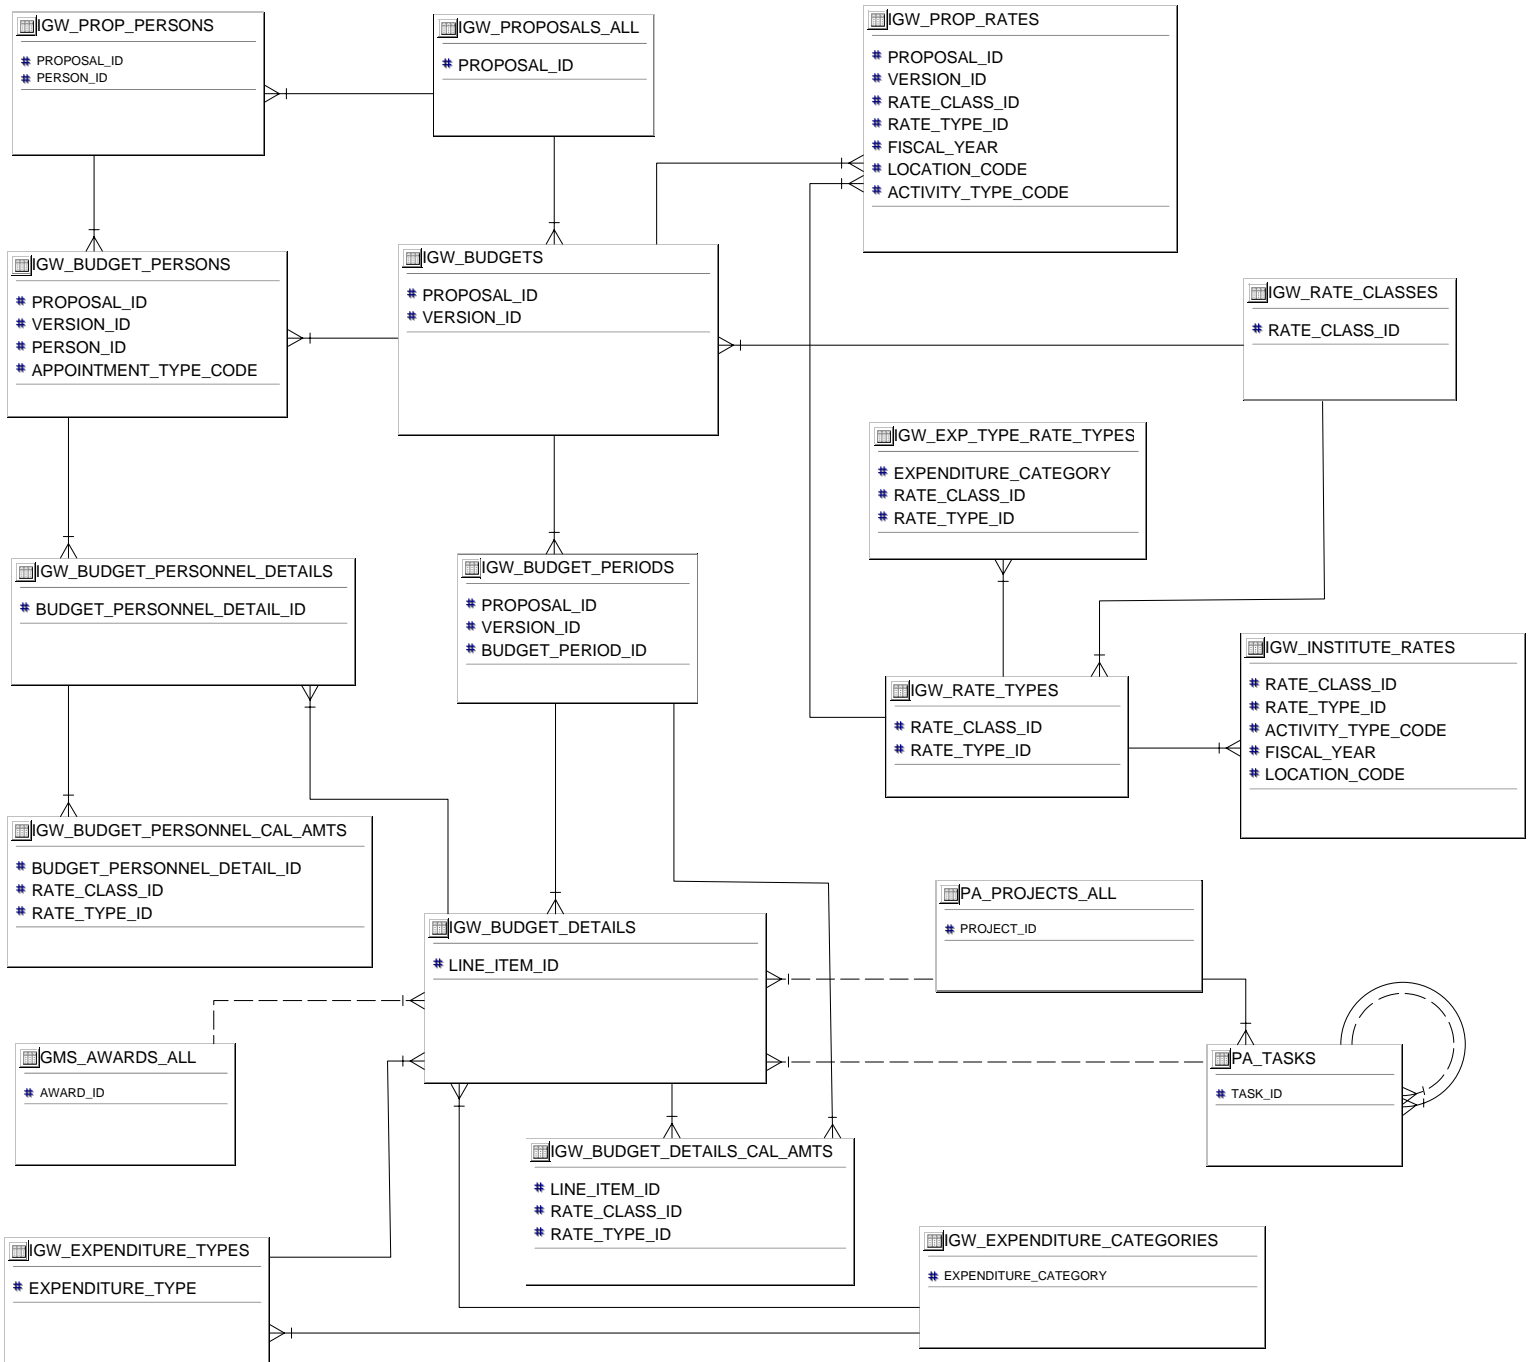 IGW_PROP_PERSONS
# PROPOSAL_ID
# PERSON_ID
IGW_PROPOSALS_ALL
# PROPOSAL_ID
IGW_PROP_RATES
# PROPOSAL_ID
# VERSION_ID
# RATE_CLASS_ID
# RATE_TYPE_ID
# FISCAL_YEAR
# LOCATION_CODE
# ACTIVITY_TYPE_CODE
IGW_BUDGET_PERSONS
# PROPOSAL_ID
# VERSION_ID
# PERSON_ID
# APPOINTMENT_TYPE_CODE
IGW_BUDGETS
# PROPOSAL_ID
# VERSION_ID
IGW_RATE_CLASSES
# RATE_CLASS_ID
IGW_EXP_TYPE_RATE_TYPES
# EXPENDITURE_CATEGORY
# RATE_CLASS_ID
# RATE_TYPE_ID
IGW_BUDGET_PERSONNEL_DETAILS
# BUDGET_PERSONNEL_DETAIL_ID
IGW_BUDGET_PERIODS
# PROPOSAL_ID
# VERSION_ID
# BUDGET_PERIOD_ID
IGW_RATE_TYPES
# RATE_CLASS_ID
# RATE_TYPE_ID
IGW_INSTITUTE_RATES
# RATE_CLASS_ID
# RATE_TYPE_ID
# ACTIVITY_TYPE_CODE
# FISCAL_YEAR
# LOCATION_CODE
IGW_BUDGET_PERSONNEL_CAL_AMTS
# BUDGET_PERSONNEL_DETAIL_ID
# RATE_CLASS_ID
# RATE_TYPE_ID
IGW_BUDGET_DETAILS
# LINE_ITEM_ID
PA_PROJECTS_ALL
# PROJECT_ID
GMS_AWARDS_ALL
# AWARD_ID
PA_TASKS
# TASK_ID
IGW_BUDGET_DETAILS_CAL_AMTS
# LINE_ITEM_ID
# RATE_CLASS_ID
# RATE_TYPE_ID
IGW_EXPENDITURE_TYPES
# EXPENDITURE_TYPE
IGW_EXPENDITURE_CATEGORIES
# EXPENDITURE_CATEGORY